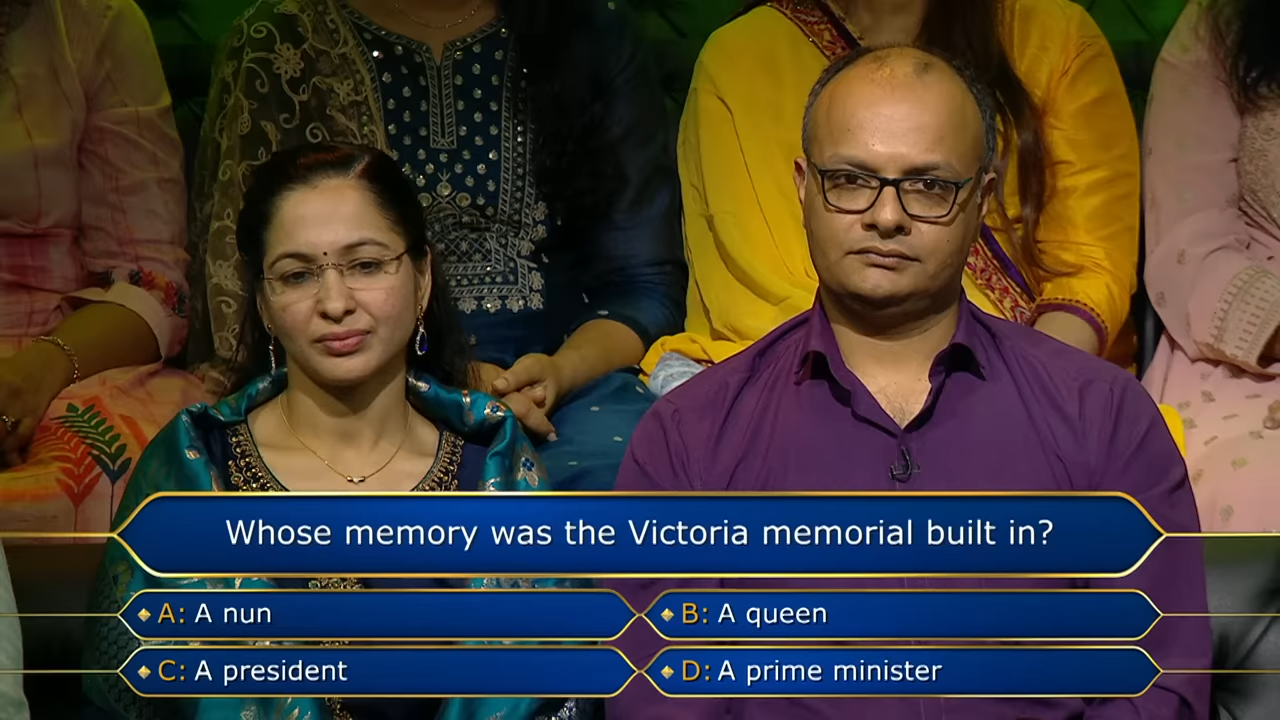 Whose memory was the Victoria memorial built in?
A: A nun
B: A queen
C: A president
D: A prime minister